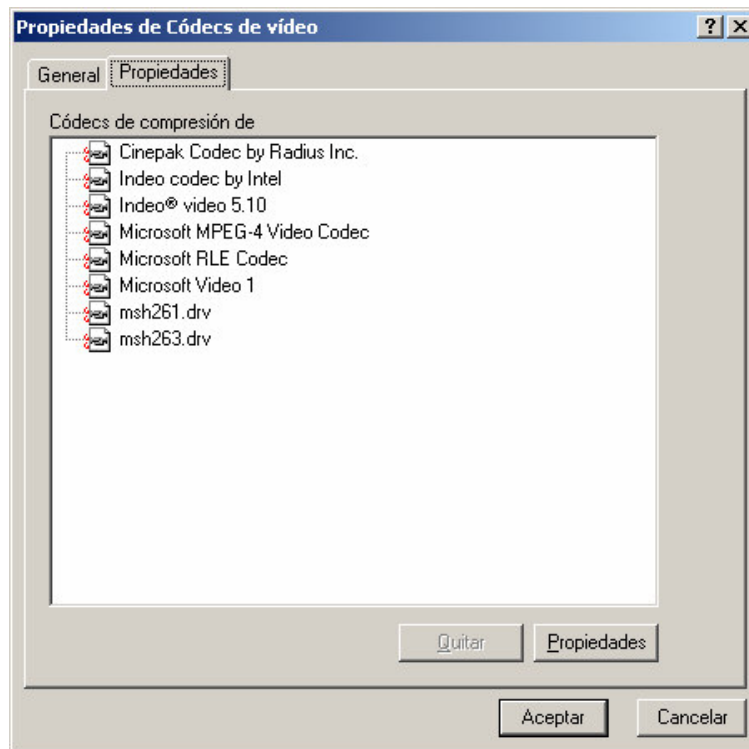 Propiedades de Códecs de vídeo
General
Propiedades
Códecs de compresión de
Cinepak Codec by Radius Inc.
Indeo codec by Intel
Indeo® video 5.10
Microsoft MPEG-4 Video Codec
Microsoft RLE Codec
Microsoft Video 1
msh261.drv
msh263.drv
Quitar
Propiedades
Aceptar
Cancelar